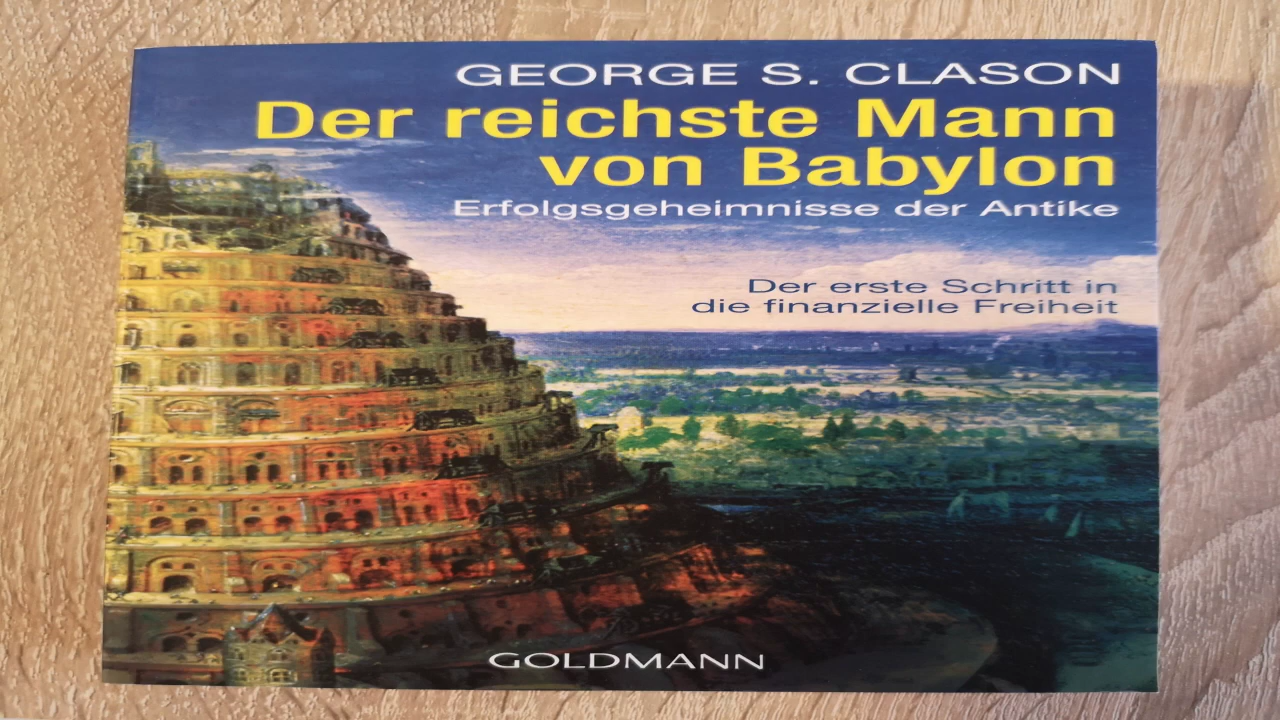 GEORGE S. CLASON
Der reichste Mann
von Babylon
Erfolgsgeheimnisse der Antike
Der erste Schritt in
die finanzielle Freiheit
GOLDMANN